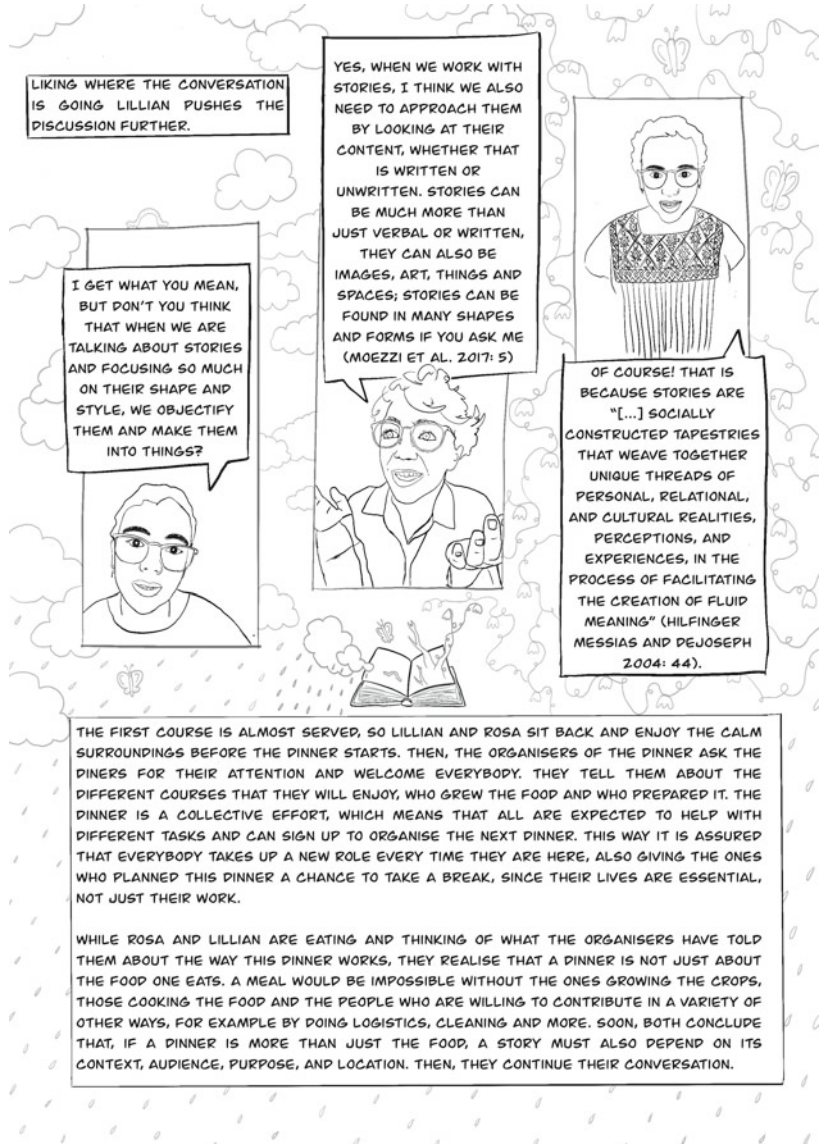 LIKING WHERE THE CONVERSATION
IS GOING LILLIAN PUSHES THE
DISCUSSION FURTHER.
I GET WHAT YOU MEAN,
BUT DON'T YOU THINK
THAT WHEN WE ARE
TALKING ABOUT STORIES
AND FOCUSING SO MUCH
ON THEIR SHAPE AND
STYLE, WE OBJECTIFY
THEM AND MAKE THEM
INTO THINGS?
YES, WHEN WE WORK WITH
STORIES, I THINK WE ALSO
NEED TO APPROACH THEM
BY LOOKING AT THEIR
CONTENT, WHETHER THAT
IS WRITTEN OR
UNWRITTEN. STORIES CAN
BE MUCH MORE THAN
JUST VERBAL OR WRITTEN,
THEY CAN ALSO BE
IMAGES, ART, THINGS AND
SPACES; STORIES CAN BE
FOUND IN MANY SHAPES
AND FORMS IF YOU ASK ME
(MOEZZI ET AL. 2017: 5)
OF COURSE! THAT IS
BECAUSE STORIES ARE
"[...] SOCIALLY
CONSTRUCTED TAPESTRIES
THAT WEAVE TOGETHER
UNIQUE THREADS OF
PERSONAL, RELATIONAL,
AND CULTURAL REALITIES,
PERCEPTIONS, AND
EXPERIENCES, IN THE
PROCESS OF FACILITATING
THE CREATION OF FLUID
MEANING" (HILFINGER
MESSIAS AND DEJOSEPH
2004: 44).
THE FIRST COURSE IS ALMOST SERVED, SO LILLIAN AND ROSA SIT BACK AND ENJOY THE CALM
SURROUNDINGS BEFORE THE DINNER STARTS. THEN, THE ORGANISERS OF THE DINNER ASK THE
DINERS FOR THEIR ATTENTION AND WELCOME EVERYBODY. THEY TELL THEM ABOUT THE
DIFFERENT COURSES THAT THEY WILL ENJOY, WHO GREW THE FOOD AND WHO PREPARED IT. THE
DINNER IS A COLLECTIVE EFFORT, WHICH MEANS THAT ALL ARE EXPECTED TO HELP WITH
DIFFERENT TASKS AND CAN SIGN UP TO ORGANISE THE NEXT DINNER. THIS WAY IT IS ASSURED
THAT EVERYBODY TAKES UP A NEW ROLE EVERY TIME THEY ARE HERE, ALSO GIVING THE ONES
WHO PLANNED THIS DINNER A CHANCE TO TAKE A BREAK, SINCE THEIR LIVES ARE ESSENTIAL,
NOT JUST THEIR WORK.
WHILE ROSA AND LILLIAN ARE EATING AND THINKING OF WHAT THE ORGANISERS HAVE TOLD
THEM ABOUT THE WAY THIS DINNER WORKS, THEY REALISE THAT A DINNER IS NOT JUST ABOUT
THE FOOD ONE EATS. A MEAL WOULD BE IMPOSSIBLE WITHOUT THE ONES GROWING THE CROPS,
THOSE COOKING THE FOOD AND THE PEOPLE WHO ARE WILLING TO CONTRIBUTE IN A VARIETY OF
OTHER WAYS, FOR EXAMPLE BY DOING LOGISTICS, CLEANING AND MORE. SOON, BOTH CONCLUDE
THAT, IF A DINNER IS MORE THAN JUST THE FOOD, A STORY MUST ALSO DEPEND ON ITS
CONTEXT, AUDIENCE, PURPOSE, AND LOCATION. THEN, THEY CONTINUE THEIR CONVERSATION.